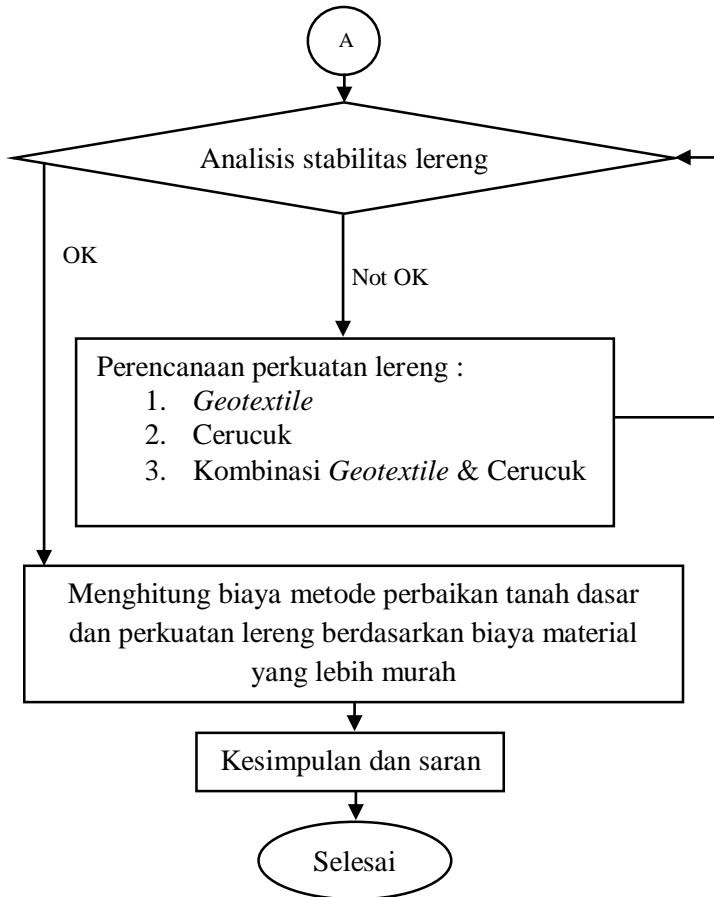 A
Analisis stabilitas lereng
OK
Not OK
Perencanaan perkuatan lereng :
1. Geotextile
2. Cerucuk
3. Kombinasi Geotextile & Cerucuk
Menghitung biaya metode perbaikan tanah dasar
dan perkuatan lereng berdasarkan biaya material
yang lebih murah
Kesimpulan dan saran
Selesai